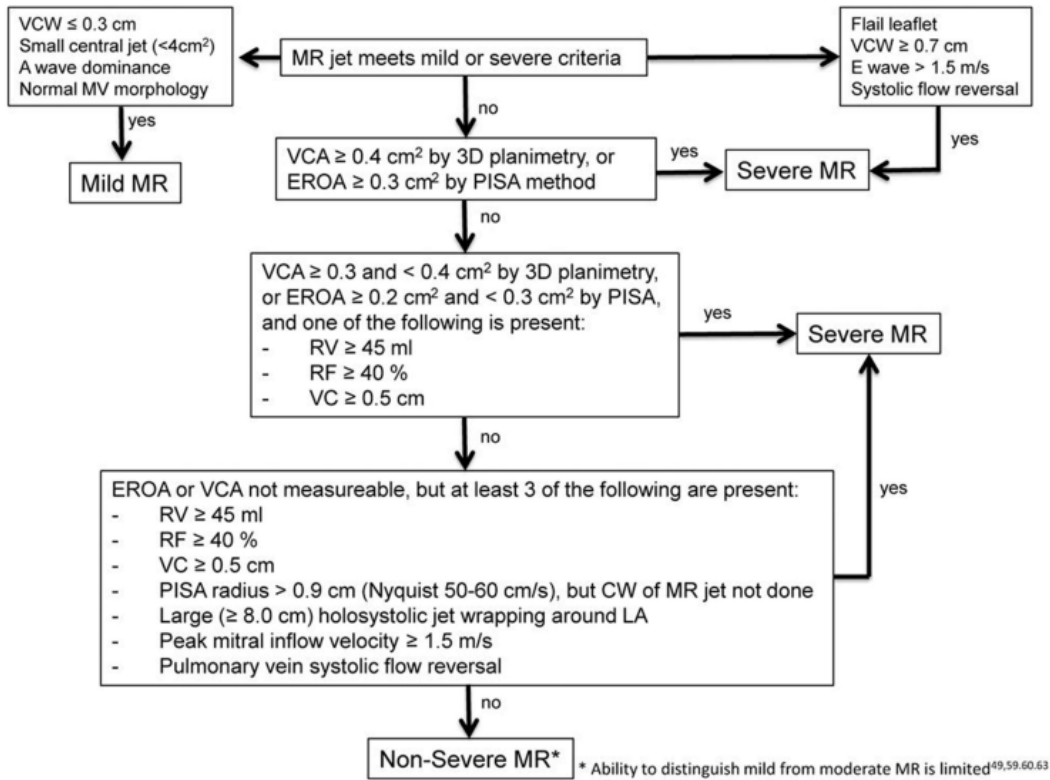 VCW ≤ 0.3 cm
Small central jet (<4cm²)
A wave dominance
Normal MV morphology
yes
Mild MR
MR jet meets mild or severe criteria
no
Flail leaflet
VCW ≥ 0.7 cm
E wave > 1.5 m/s
Systolic flow reversal
yes
VCA ≥ 0.4 cm² by 3D planimetry, or
EROA ≥ 0.3 cm² by PISA method
yes
Severe MR
no
VCA ≥ 0.3 and < 0.4 cm² by 3D planimetry,
or EROA ≥ 0.2 cm² and < 0.3 cm² by PISA,
and one of the following is present:
- RV ≥ 45 ml
- RF ≥ 40 %
- VC ≥ 0.5 cm
yes
Severe MR
no
EROA or VCA not measureable, but at least 3 of the following are present:
- RV ≥ 45 ml
- RF ≥ 40 %
- VC ≥ 0.5 cm
- PISA radius > 0.9 cm (Nyquist 50-60 cm/s), but CW of MR jet not done
- Large (≥ 8.0 cm) holosystolic jet wrapping around LA
- Peak mitral inflow velocity ≥ 1.5 m/s
- Pulmonary vein systolic flow reversal
yes
no
Non-Severe MR*
* Ability to distinguish mild from moderate MR is limited⁴⁹,⁵⁹.⁶⁰.⁶³